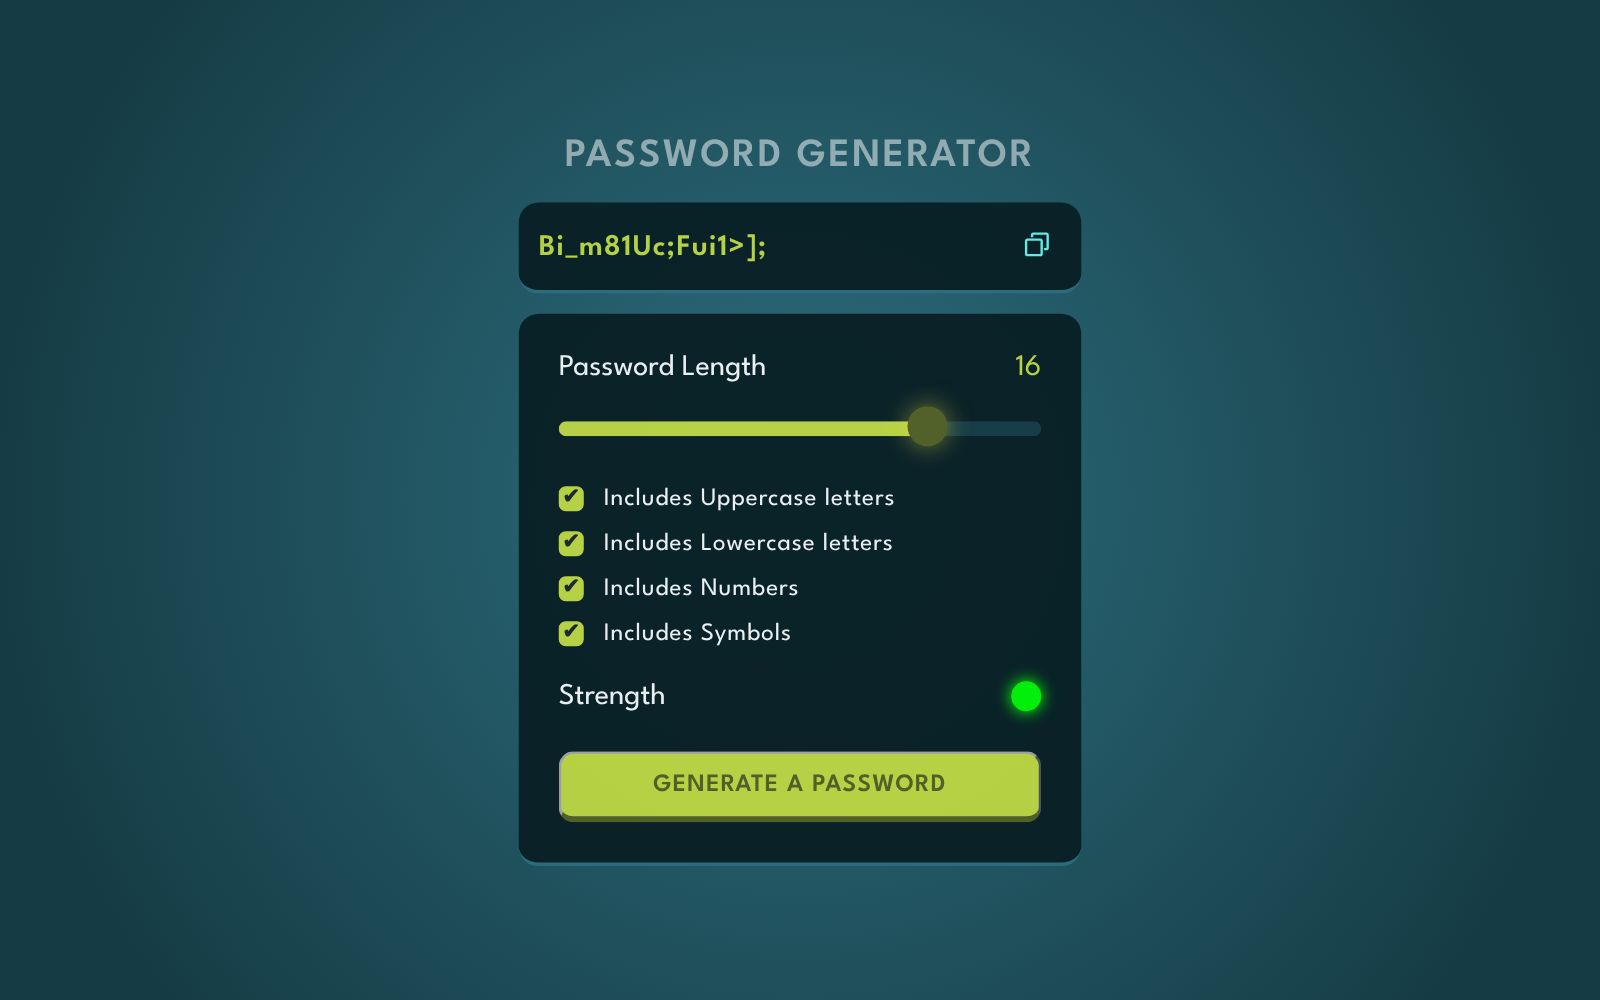 PASSWORD GENERATOR
Bi_m81Uc;Fui1>];
Password Length 16
Includes Uppercase letters
Includes Lowercase letters
Includes Numbers
Includes Symbols
Strength
GENERATE A PASSWORD